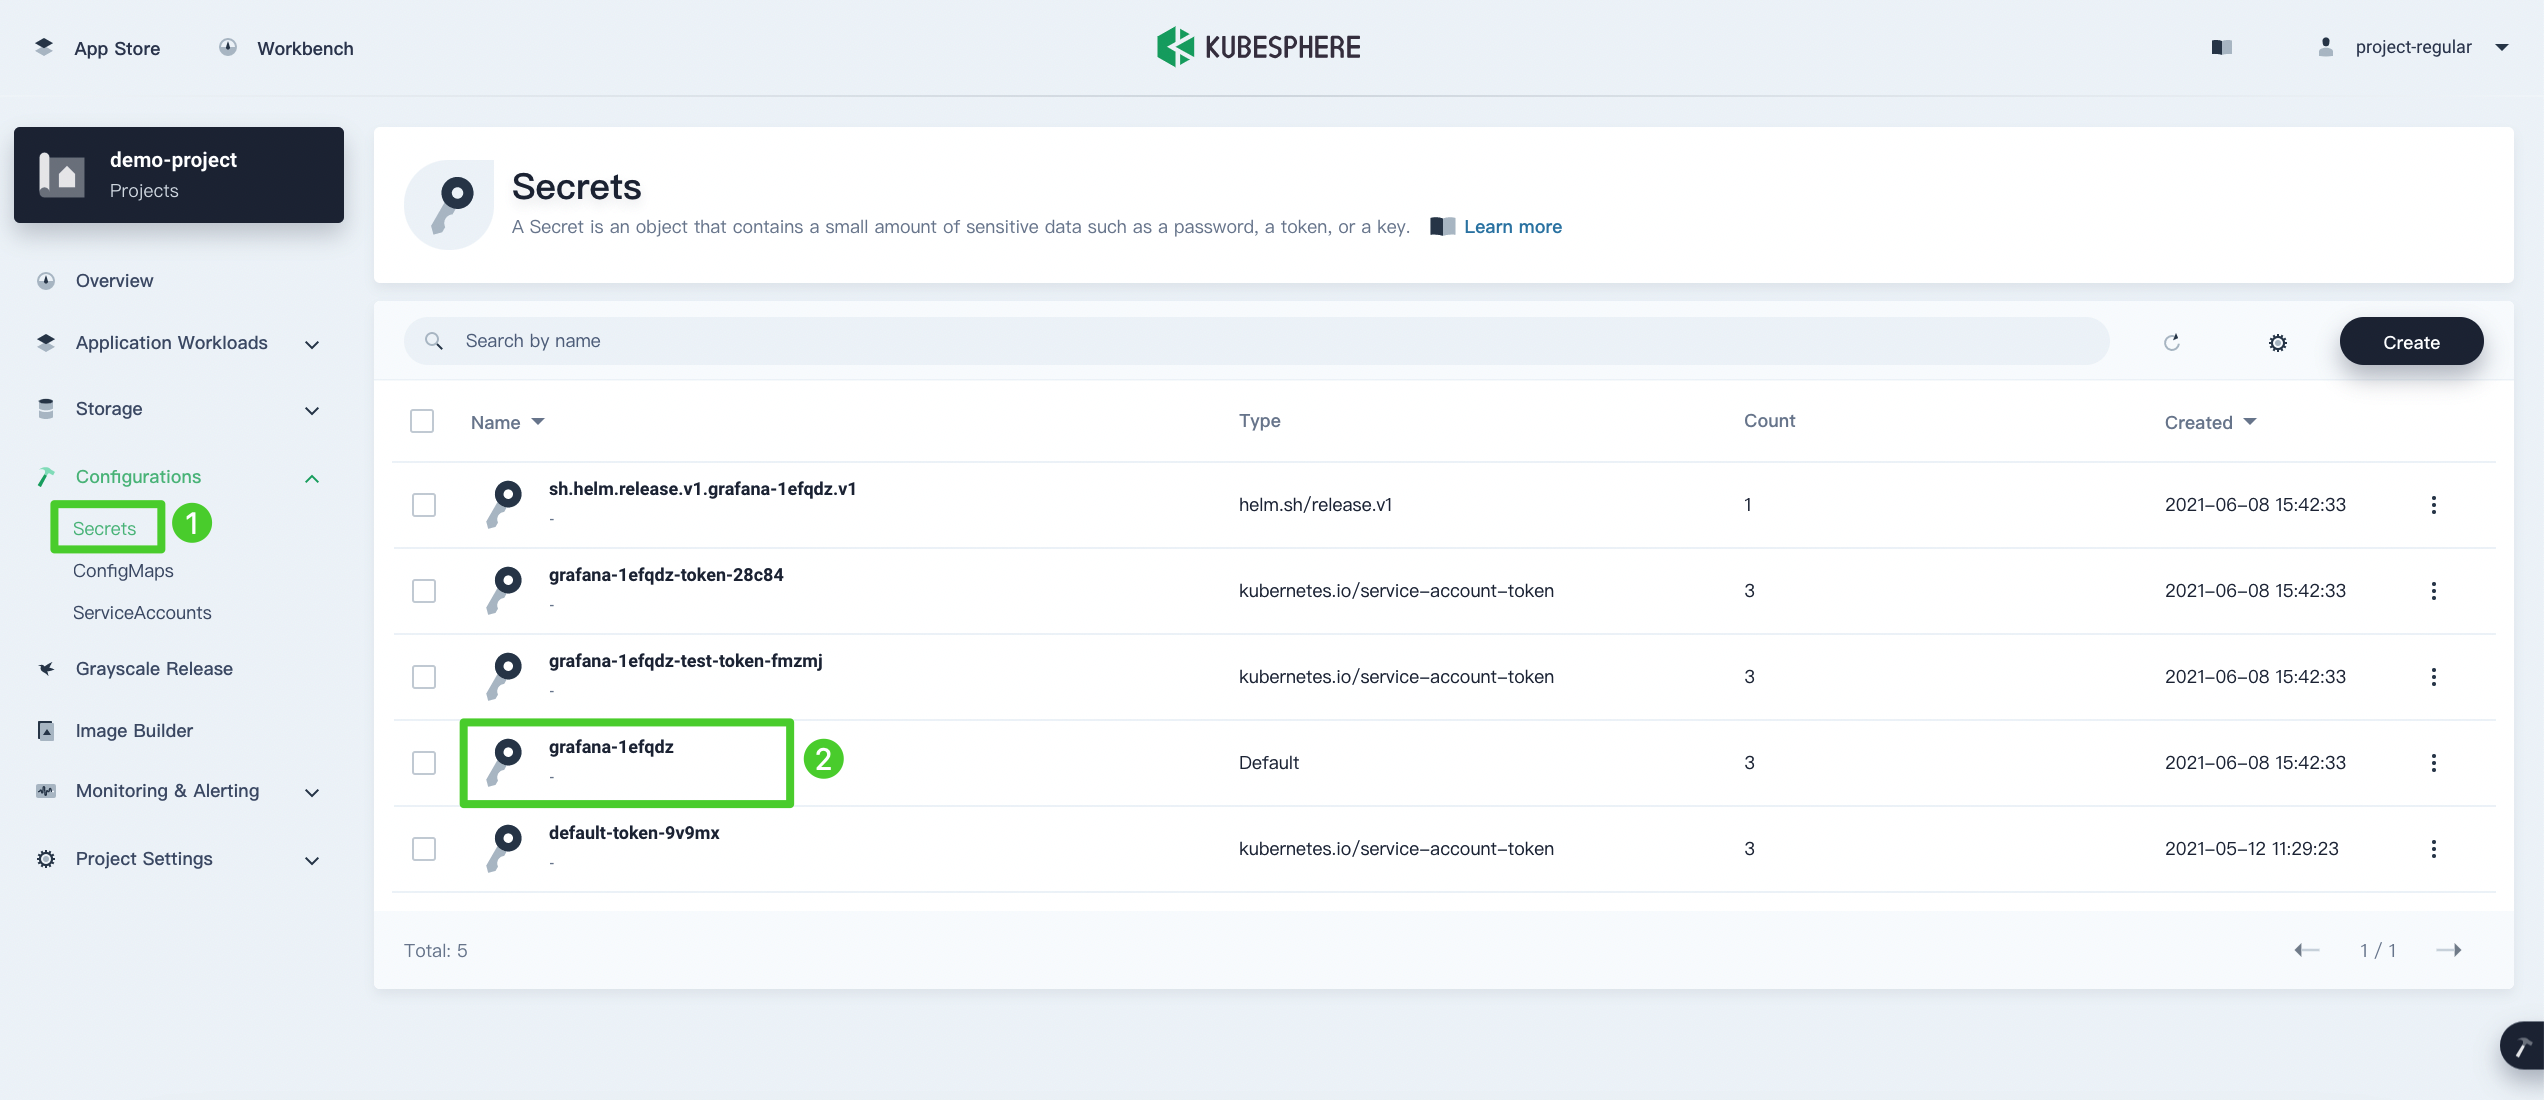 App Store
Workbench
KUBESPHERE
project-regular
demo-project
Projects
Overview
Application Workloads
Storage
Configurations
Secrets
1
ConfigMaps
ServiceAccounts
Grayscale Release
Image Builder
Monitoring & Alerting
Project Settings
Secrets
A Secret is an object that contains a small amount of sensitive data such as a password, a token, or a key. Learn more
Search by name
Create
Name Type Count Created
sh.helm.release.v1.grafana-1efqdz.v1
-
helm.sh/release.v1 1 2021-06-08 15:42:33
grafana-1efqdz-token-28c84
-
kubernetes.io/service-account-token 3 2021-06-08 15:42:33
grafana-1efqdz-test-token-fmzmj
-
kubernetes.io/service-account-token 3 2021-06-08 15:42:33
grafana-1efqdz
-
2
Default 3 2021-06-08 15:42:33
default-token-9v9mx
-
kubernetes.io/service-account-token 3 2021-05-12 11:29:23
Total: 5
1 / 1